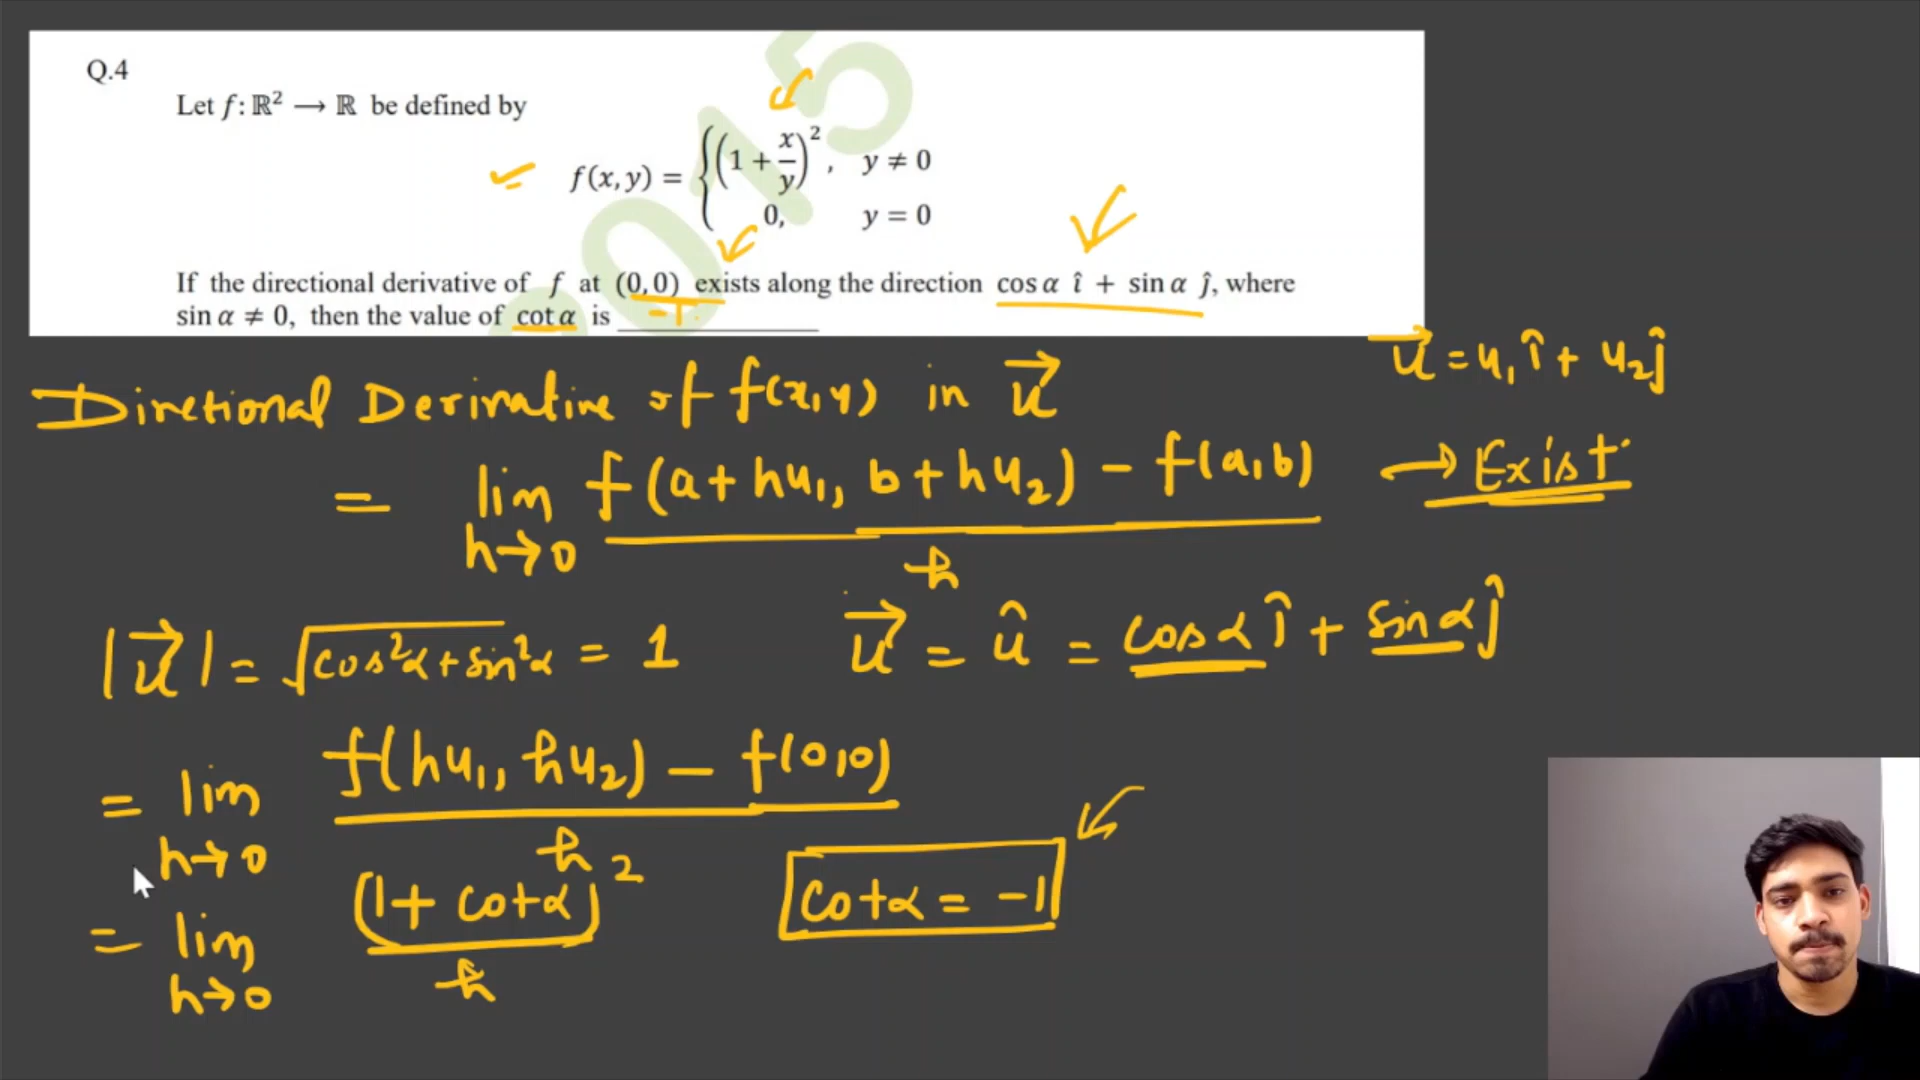 Q.4
Let f: ℝ² ⟶ ℝ be defined by
f(x, y) = { (1 + x/y)², y ≠ 0
0, y = 0
If the directional derivative of f at (0, 0) exists along the direction cos α î + sin α ĵ, where
sin α ≠ 0, then the value of cot α is -1
2015
u⃗ = u₁î + u₂ĵ
Diretional Derivative of f(x,y) in u⃗
= lim h→0 (f(a+hu₁, b+hu₂) - f(a,b)) / h → Exist
|u⃗| = √(cos²α + sin²α) = 1 u⃗ = û = cosα î + sinα ĵ
= lim h→0 (f(hu₁, hu₂) - f(0,0)) / h
= lim h→0 (1+ cotα)² / h cotα = -1